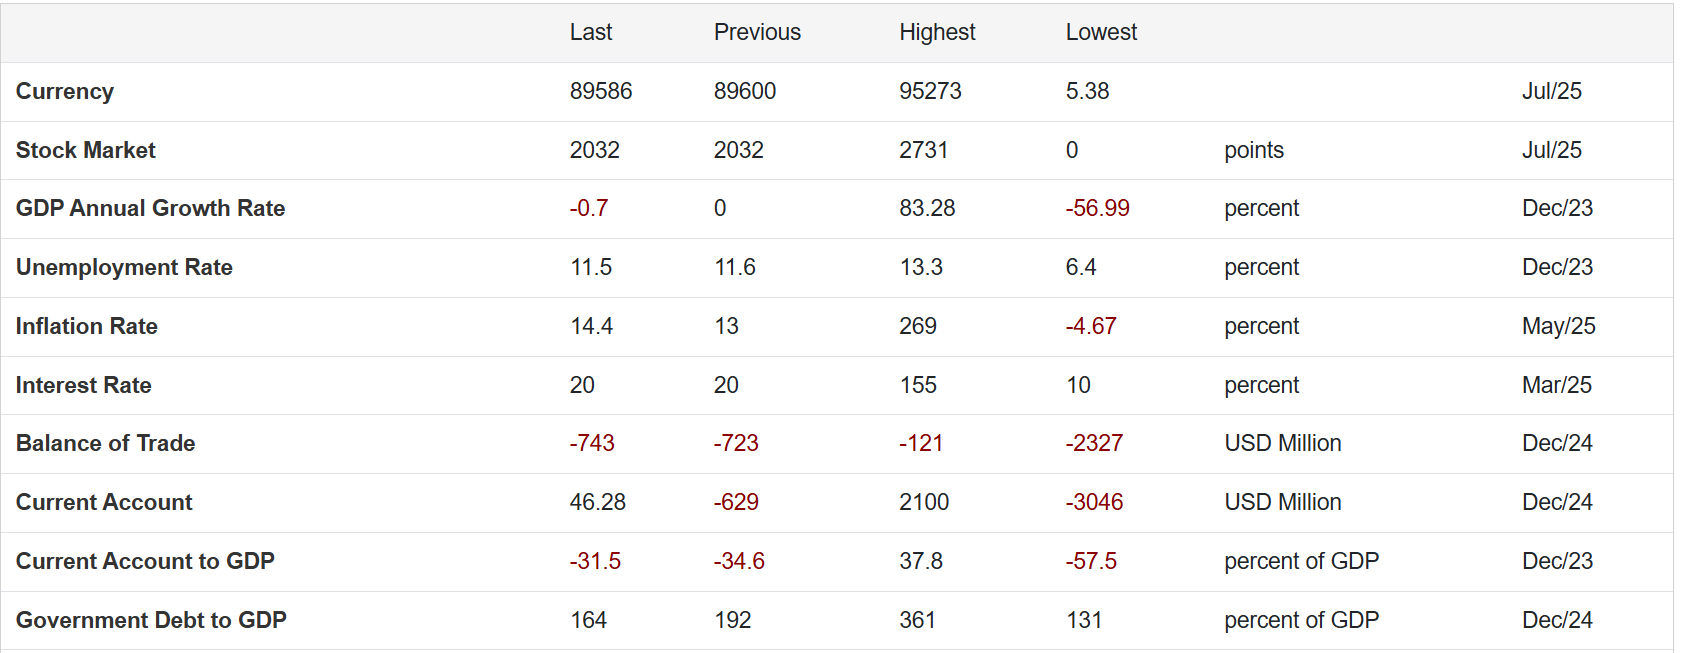 Last Previous Highest Lowest
Currency 89586 89600 95273 5.38 Jul/25
Stock Market 2032 2032 2731 0 points Jul/25
GDP Annual Growth Rate -0.7 0 83.28 -56.99 percent Dec/23
Unemployment Rate 11.5 11.6 13.3 6.4 percent Dec/23
Inflation Rate 14.4 13 269 -4.67 percent May/25
Interest Rate 20 20 155 10 percent Mar/25
Balance of Trade -743 -723 -121 -2327 USD Million Dec/24
Current Account 46.28 -629 2100 -3046 USD Million Dec/24
Current Account to GDP -31.5 -34.6 37.8 -57.5 percent of GDP Dec/23
Government Debt to GDP 164 192 361 131 percent of GDP Dec/24